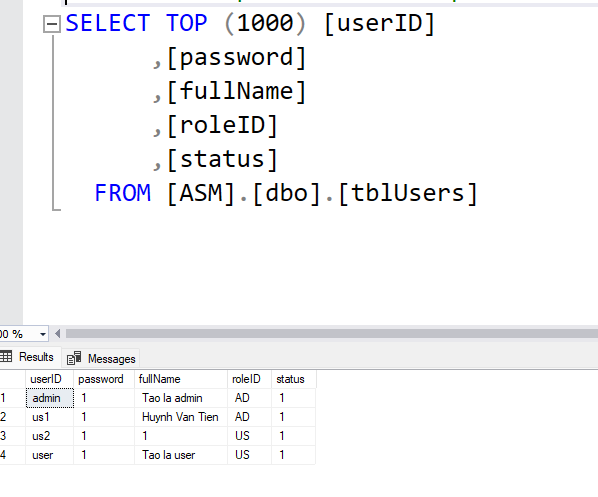 SELECT TOP (1000) [userID]
,[password]
,[fullName]
,[roleID]
,[status]
FROM [ASM].[dbo].[tblUsers]
00 %
Results Messages
userID password fullName roleID status
1 admin 1 Tao la admin AD 1
2 us1 1 Huynh Van Tien AD 1
3 us2 1 1 US 1
4 user 1 Tao la user US 1